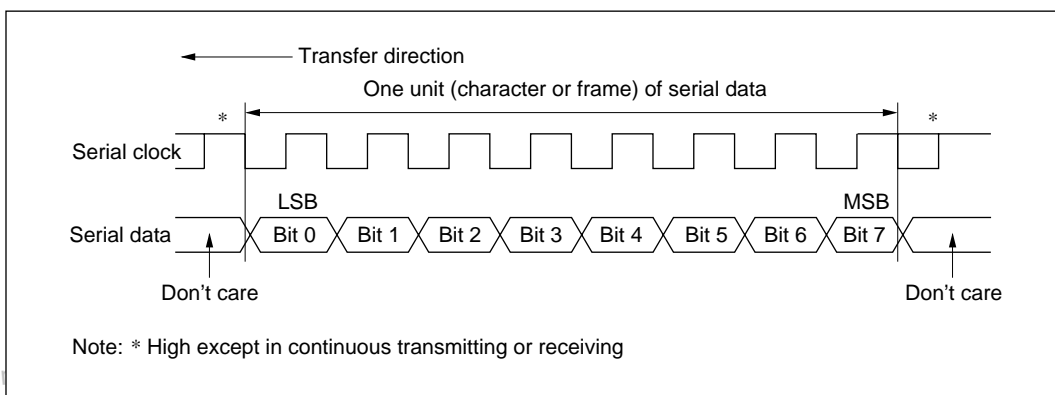 Transfer direction
One unit (character or frame) of serial data
* *
Serial clock
LSB MSB
Serial data Bit 0 Bit 1 Bit 2 Bit 3 Bit 4 Bit 5 Bit 6 Bit 7
Don't care Don't care
Note: * High except in continuous transmitting or receiving